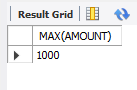 Result Grid
MAX(AMOUNT)
1000